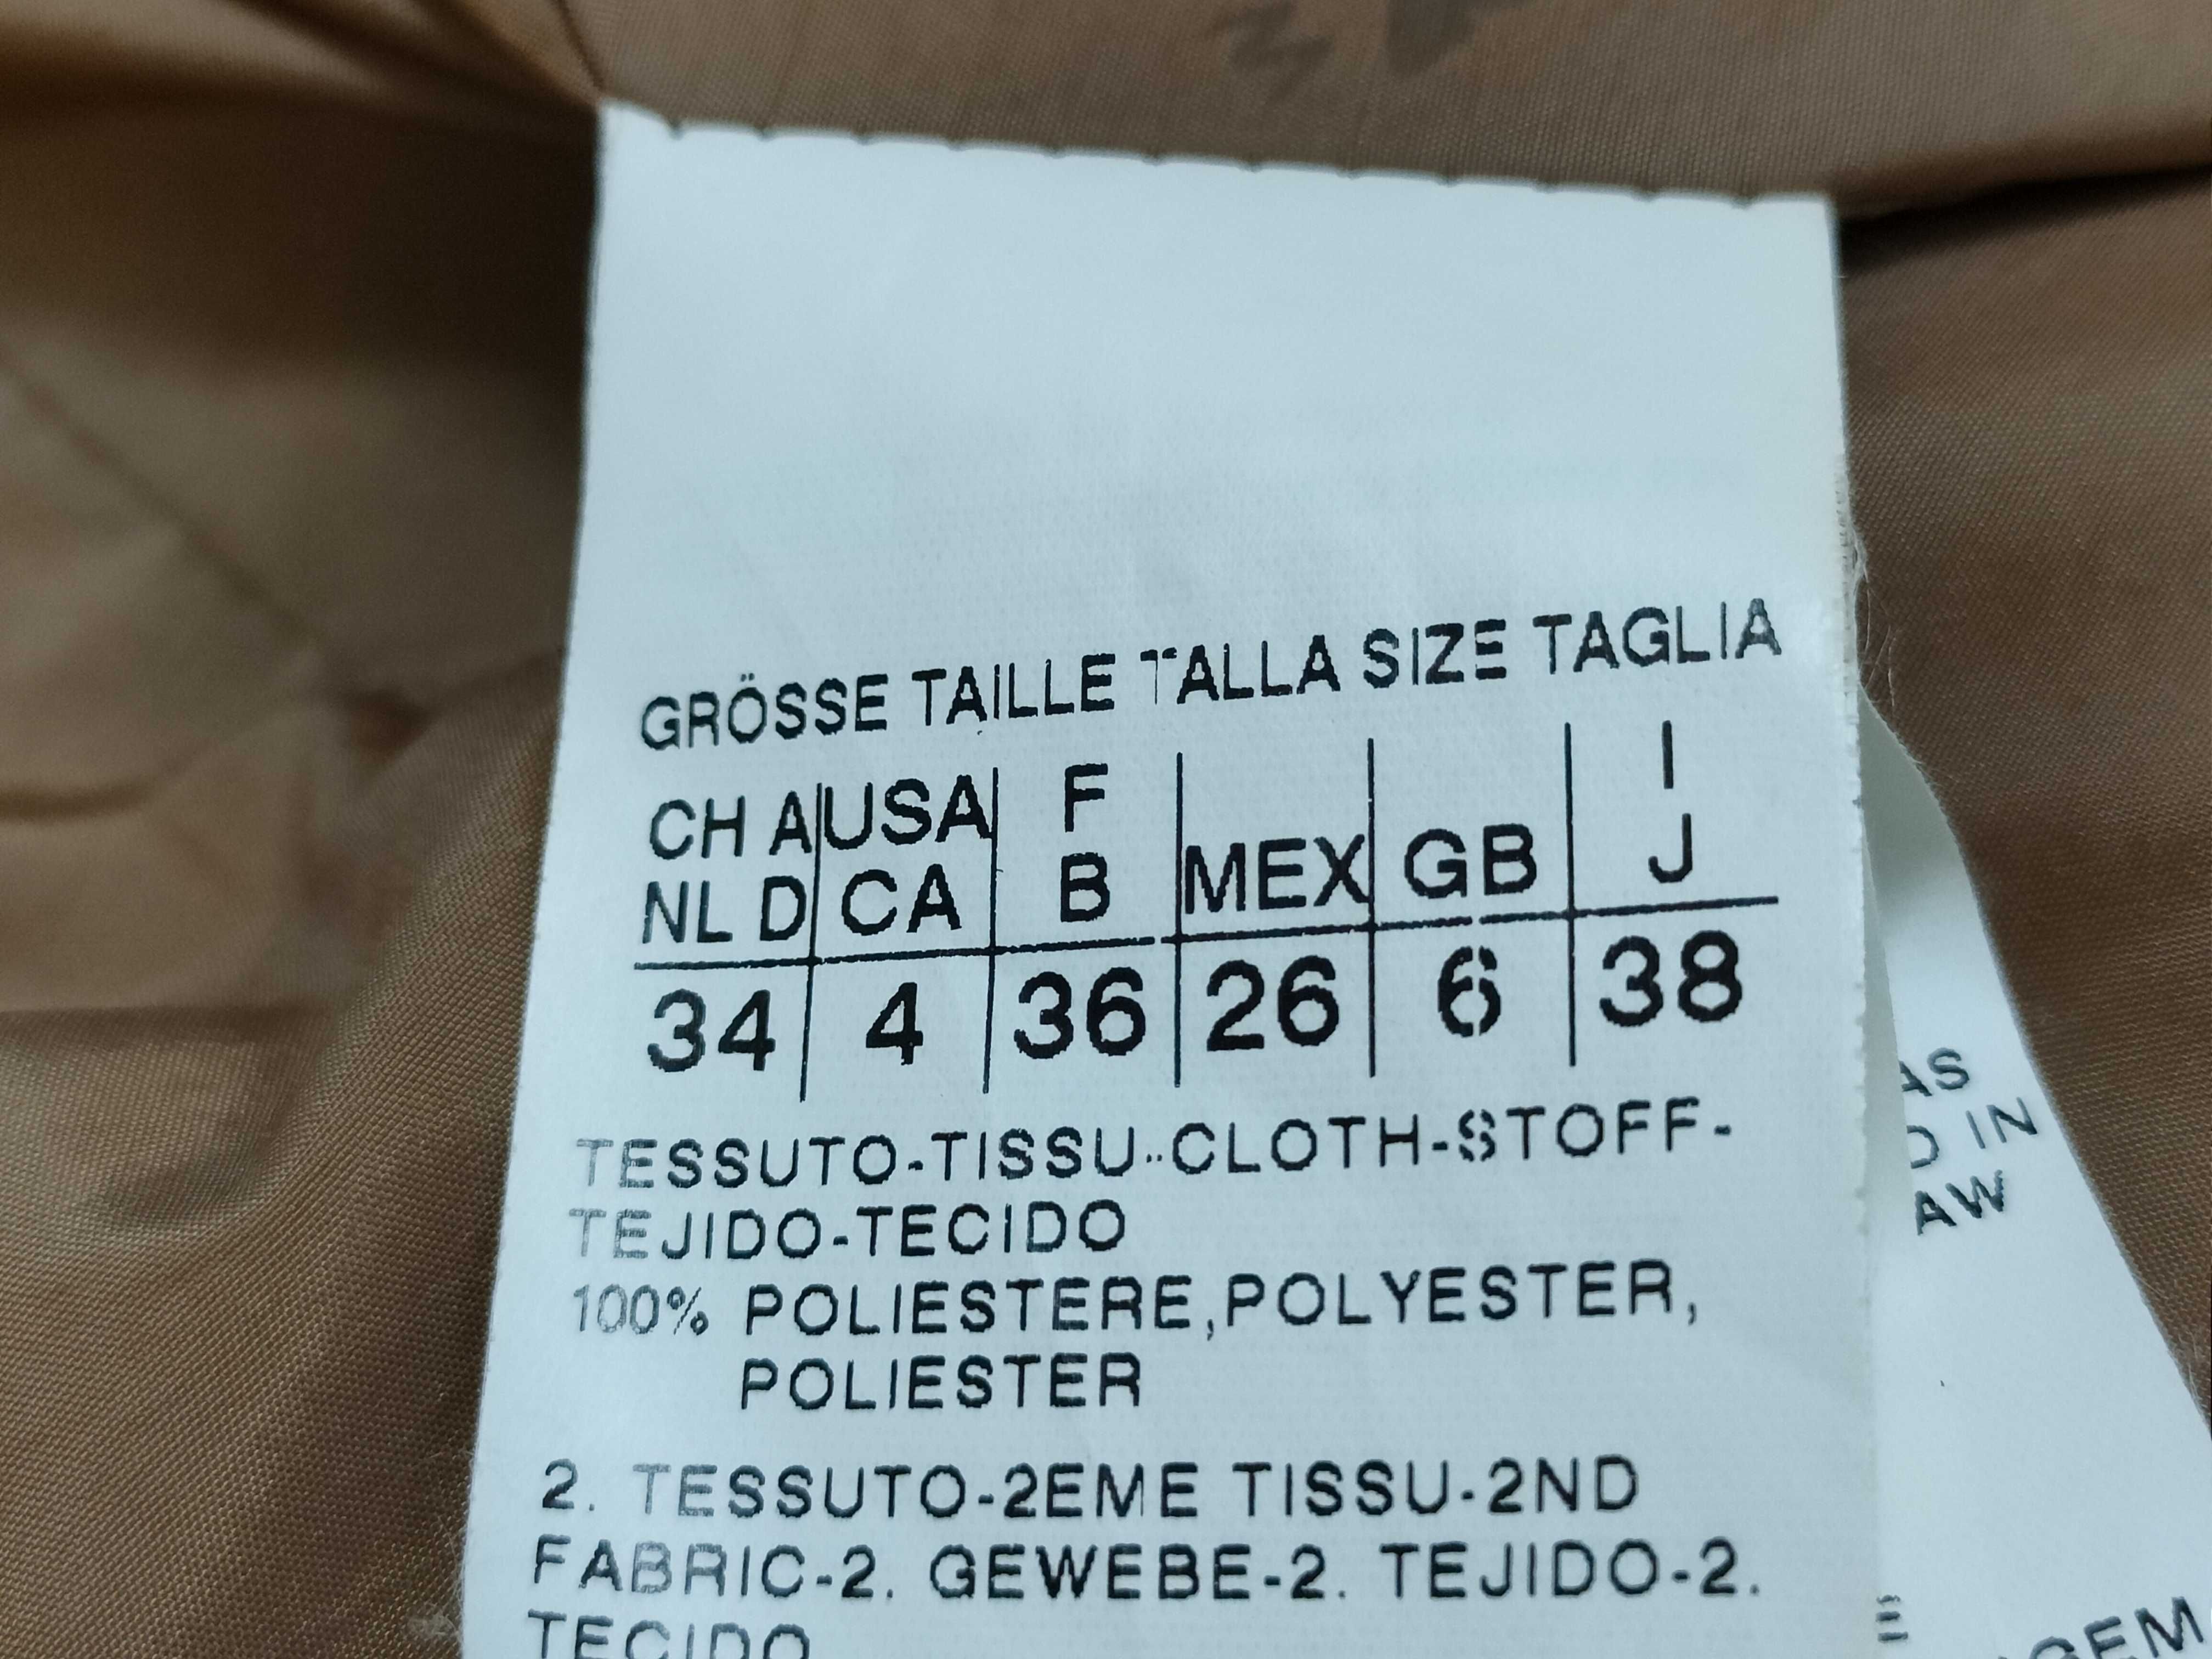 GRÖSSE TAILLE TALLA SIZE TAGLIA
CH A USA F I
NL D CA B MEX GB J
34 4 36 26 6 38
TESSUTO-TISSU-CLOTH-STOFF-
TEJIDO-TECIDO
100% POLIESTERE,POLYESTER,
POLIESTER
2. TESSUTO-2EME TISSU-2ND
FABRIC-2. GEWEBE-2. TEJIDO-2.
TECIDO
IN